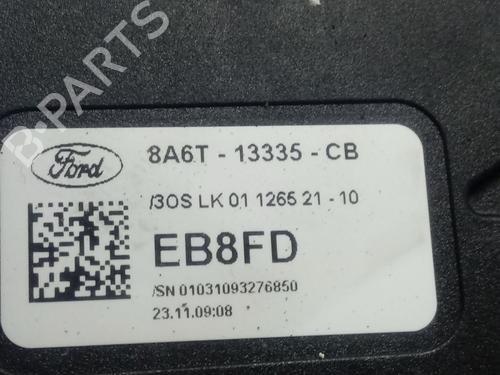 B-PARTS
Ford
8A6T - 13335 - CB
/3OS LK 01 1265 21 - 10
EB8FD
/SN 01031093276850
23.11.09:08